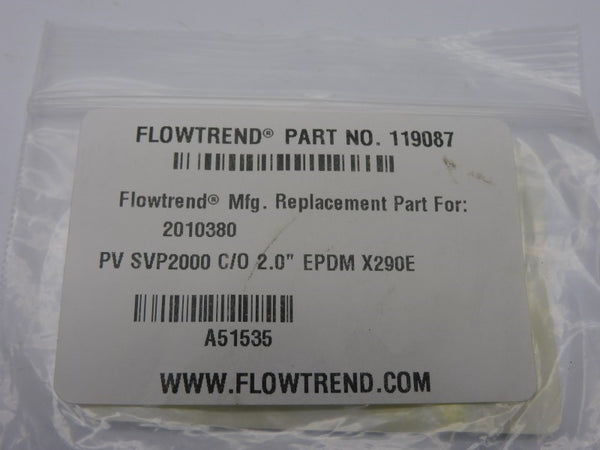 FLOWTREND® PART NO. 119087
Flowtrend® Mfg. Replacement Part For:
2010380
PV SVP2000 C/O 2.0" EPDM X290E
A51535
WWW.FLOWTREND.COM